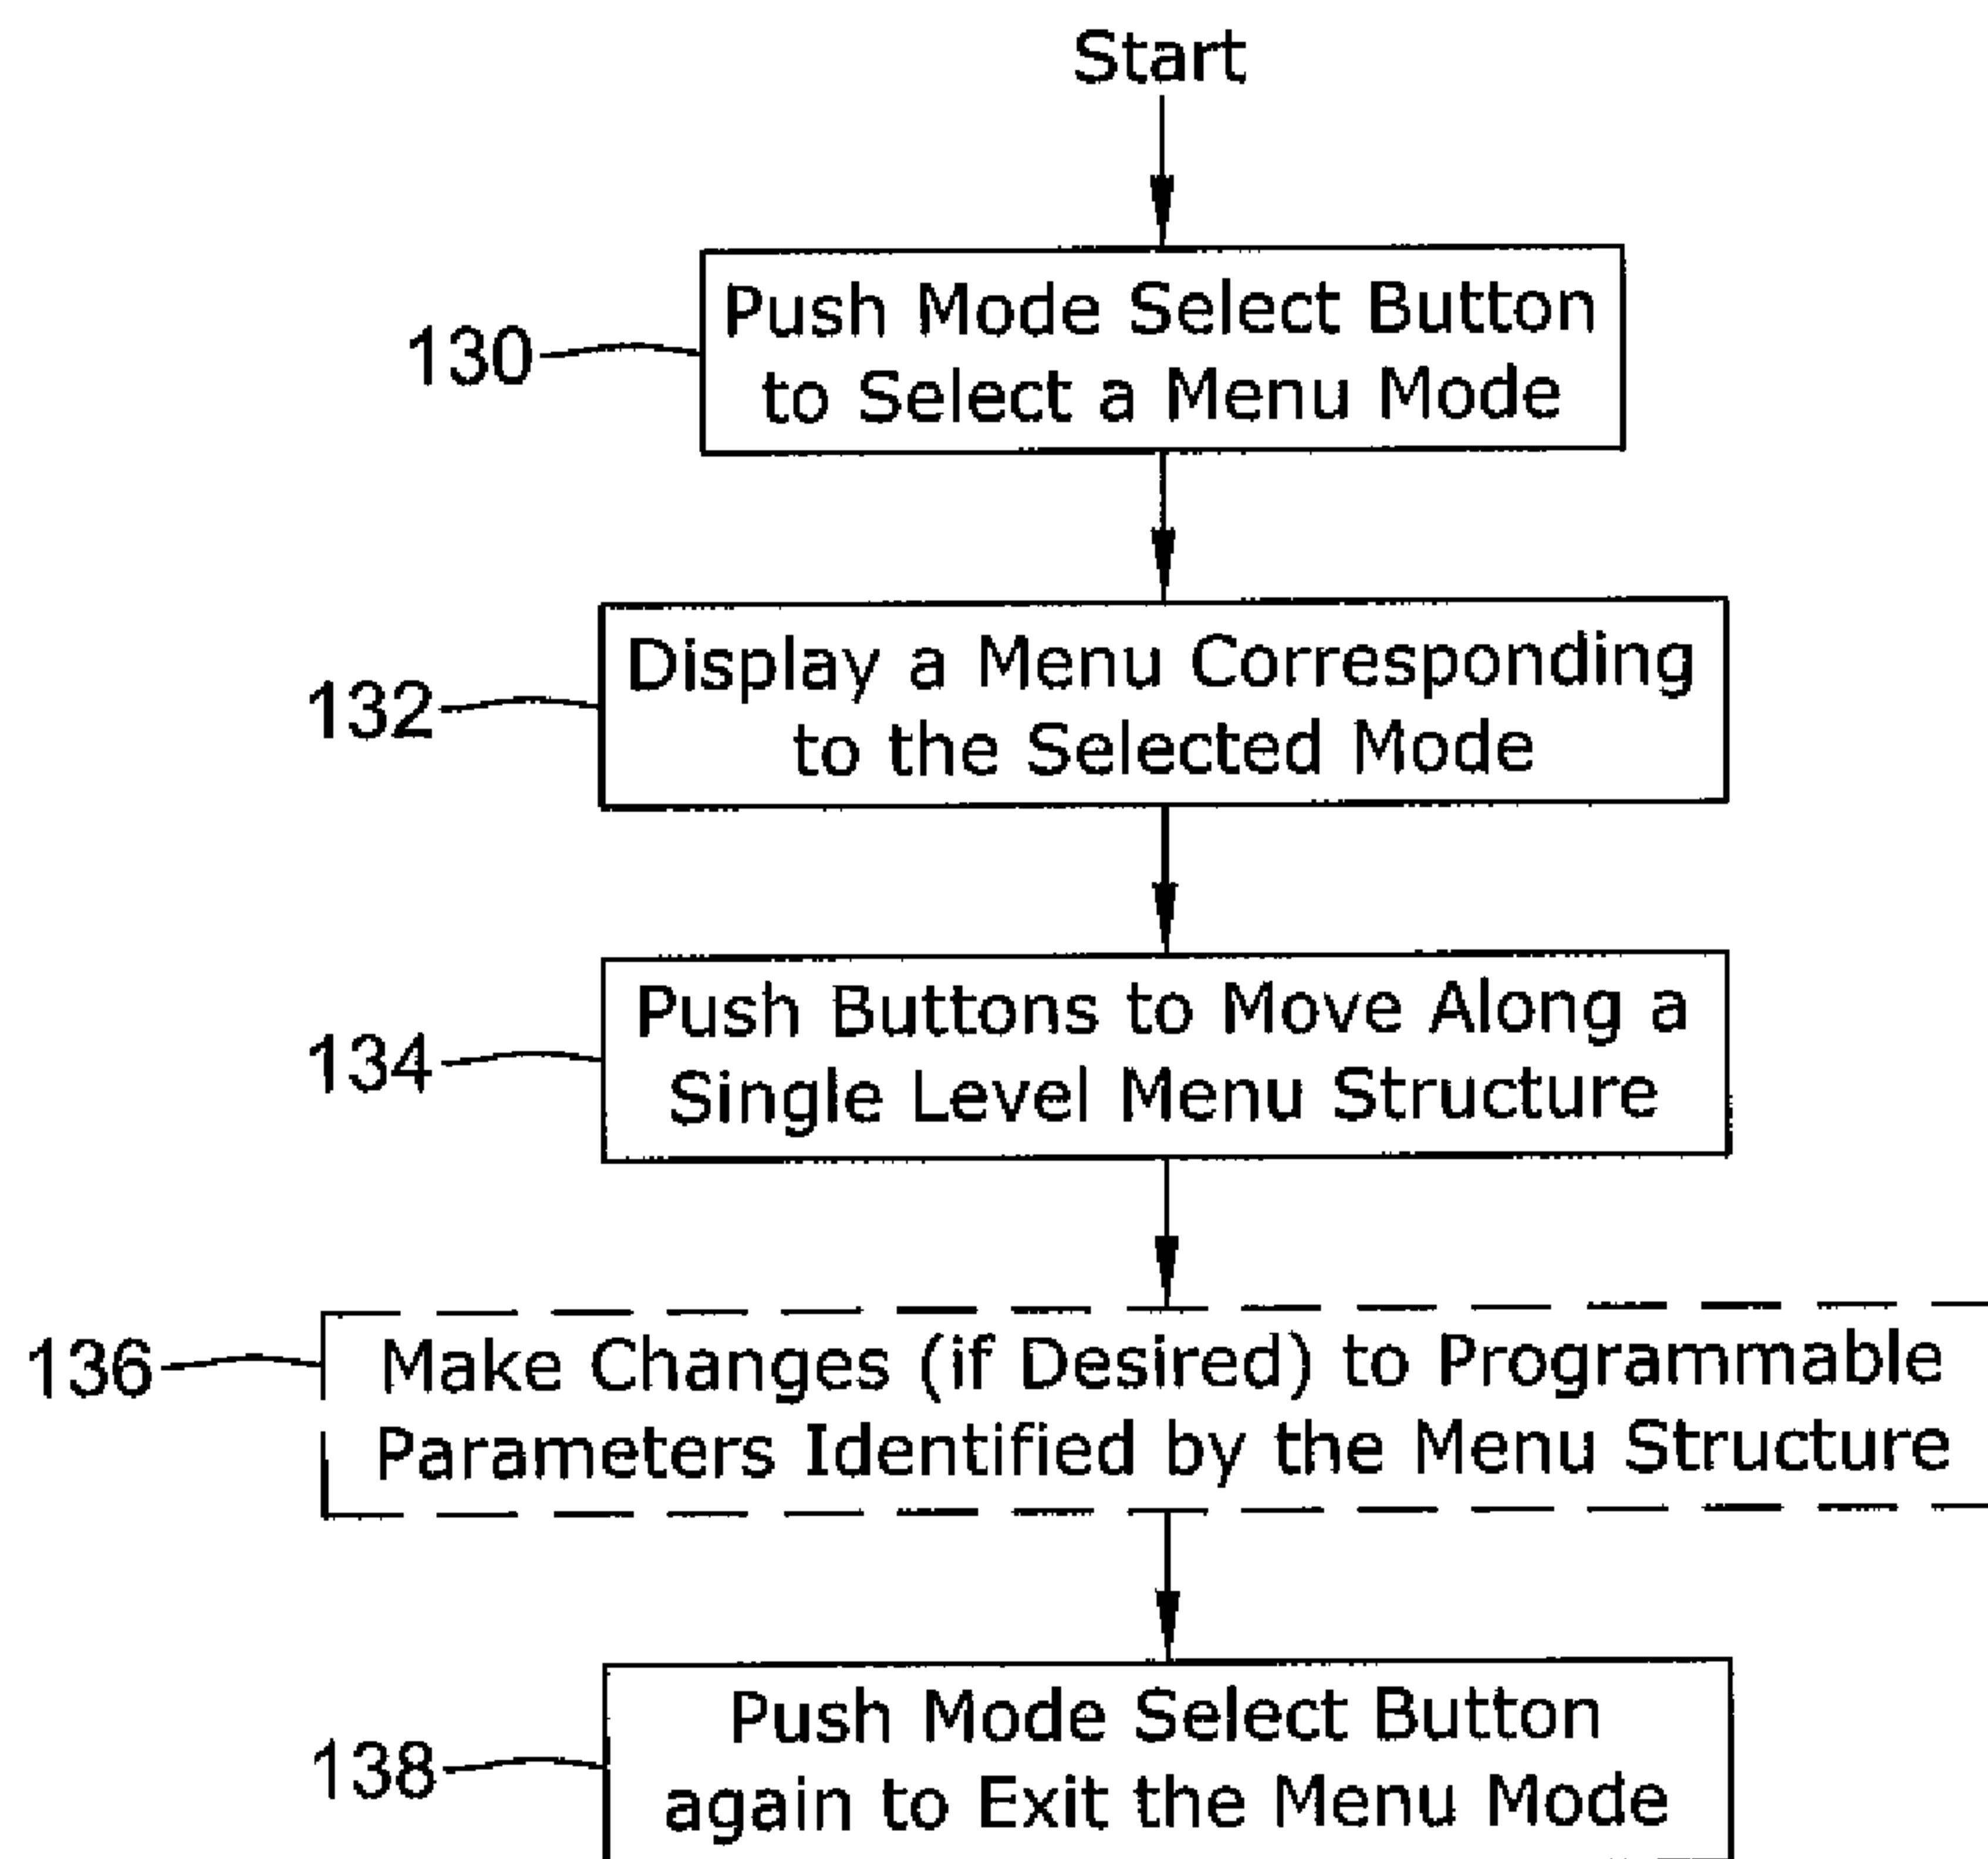 Start
130
Push Mode Select Button
to Select a Menu Mode
132
Display a Menu Corresponding
to the Selected Mode
134
Push Buttons to Move Along a
Single Level Menu Structure
136
Make Changes (if Desired) to Programmable
Parameters Identified by the Menu Structure
138
Push Mode Select Button
again to Exit the Menu Mode